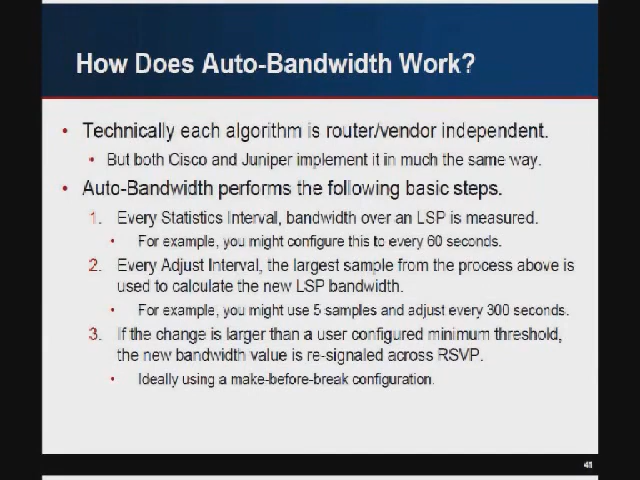 How Does Auto-Bandwidth Work?
• Technically each algorithm is router/vendor independent.
• But both Cisco and Juniper implement it in much the same way.
• Auto-Bandwidth performs the following basic steps.
1. Every Statistics Interval, bandwidth over an LSP is measured.
• For example, you might configure this to every 60 seconds.
2. Every Adjust Interval, the largest sample from the process above is
used to calculate the new LSP bandwidth.
• For example, you might use 5 samples and adjust every 300 seconds.
3. If the change is larger than a user configured minimum threshold,
the new bandwidth value is re-signaled across RSVP.
• Ideally using a make-before-break configuration.